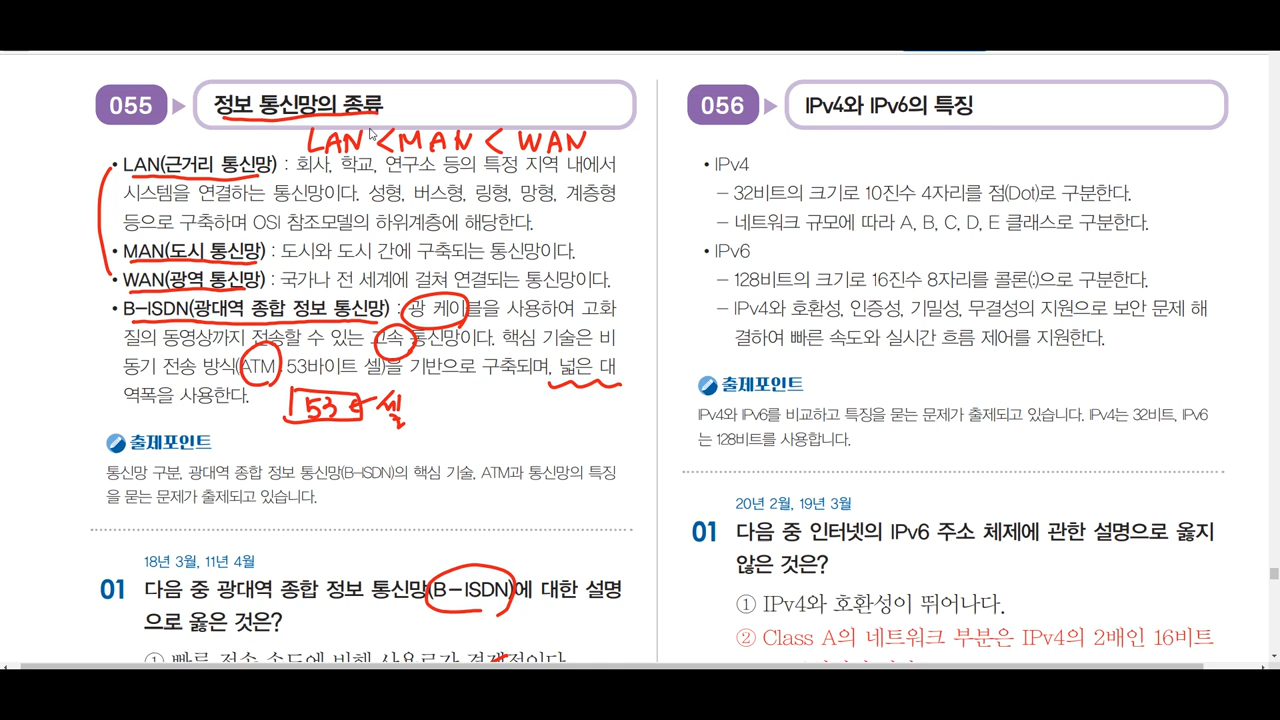 055 정보 통신망의 종류
LAN < MAN < WAN
• LAN(근거리 통신망) : 회사, 학교, 연구소 등의 특정 지역 내에서
시스템을 연결하는 통신망이다. 성형, 버스형, 링형, 망형, 계층형
등으로 구축하며 OSI 참조모델의 하위계층에 해당한다.
• MAN(도시 통신망) : 도시와 도시 간에 구축되는 통신망이다.
• WAN(광역 통신망) : 국가나 전 세계에 걸쳐 연결되는 통신망이다.
• B-ISDN(광대역 종합 정보 통신망) : 광 케이블을 사용하여 고화
질의 동영상까지 전송할 수 있는 고속 통신망이다. 핵심 기술은 비
동기 전송 방식(ATM, 53바이트 셀)을 기반으로 구축되며, 넓은 대
역폭을 사용한다.
53 셀
출제포인트
통신망 구분, 광대역 종합 정보 통신망(B-ISDN)의 핵심 기술, ATM과 통신망의 특징
을 묻는 문제가 출제되고 있습니다.
18년 3월, 11년 4월
01 다음 중 광대역 종합 정보 통신망(B-ISDN)에 대한 설명
으로 옳은 것은?
① 빠른 전송 속도에 비해 사용료가 경제적이다.
056 IPv4와 IPv6의 특징
• IPv4
– 32비트의 크기로 10진수 4자리를 점(Dot)로 구분한다.
– 네트워크 규모에 따라 A, B, C, D, E 클래스로 구분한다.
• IPv6
– 128비트의 크기로 16진수 8자리를 콜론(:)으로 구분한다.
– IPv4와 호환성, 인증성, 기밀성, 무결성의 지원으로 보안 문제 해
결하여 빠른 속도와 실시간 흐름 제어를 지원한다.
출제포인트
IPv4와 IPv6를 비교하고 특징을 묻는 문제가 출제되고 있습니다. IPv4는 32비트, IPv6
는 128비트를 사용합니다.
20년 2월, 19년 3월
01 다음 중 인터넷의 IPv6 주소 체제에 관한 설명으로 옳지
않은 것은?
① IPv4와 호환성이 뛰어나다.
② Class A의 네트워크 부분은 IPv4의 2배인 16비트